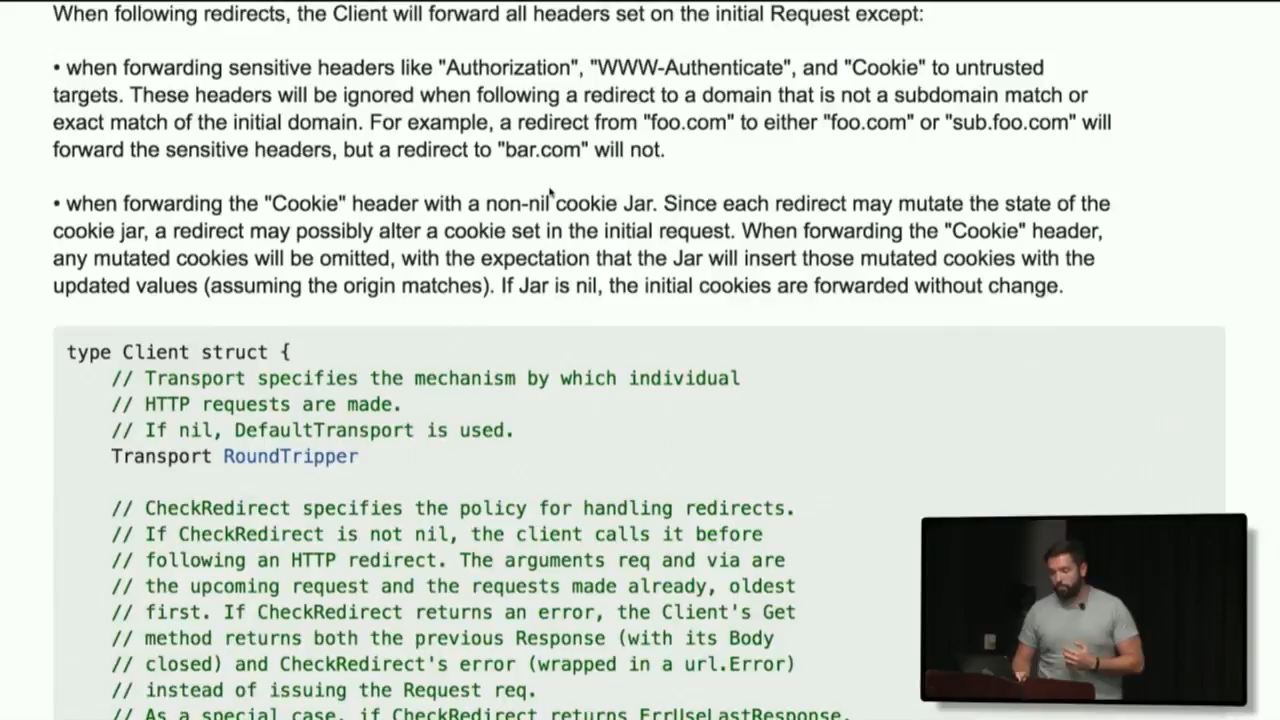 When following redirects, the Client will forward all headers set on the initial Request except:
• when forwarding sensitive headers like "Authorization", "WWW-Authenticate", and "Cookie" to untrusted
targets. These headers will be ignored when following a redirect to a domain that is not a subdomain match or
exact match of the initial domain. For example, a redirect from "foo.com" to either "foo.com" or "sub.foo.com" will
forward the sensitive headers, but a redirect to "bar.com" will not.
• when forwarding the "Cookie" header with a non-nil cookie Jar. Since each redirect may mutate the state of the
cookie jar, a redirect may possibly alter a cookie set in the initial request. When forwarding the "Cookie" header,
any mutated cookies will be omitted, with the expectation that the Jar will insert those mutated cookies with the
updated values (assuming the origin matches). If Jar is nil, the initial cookies are forwarded without change.
type Client struct {
// Transport specifies the mechanism by which individual
// HTTP requests are made.
// If nil, DefaultTransport is used.
Transport RoundTripper
// CheckRedirect specifies the policy for handling redirects.
// If CheckRedirect is not nil, the client calls it before
// following an HTTP redirect. The arguments req and via are
// the upcoming request and the requests made already, oldest
// first. If CheckRedirect returns an error, the Client's Get
// method returns both the previous Response (with its Body
// closed) and CheckRedirect's error (wrapped in a url.Error)
// instead of issuing the Request req.
// As a special case, if CheckRedirect returns ErrUseLastResponse,